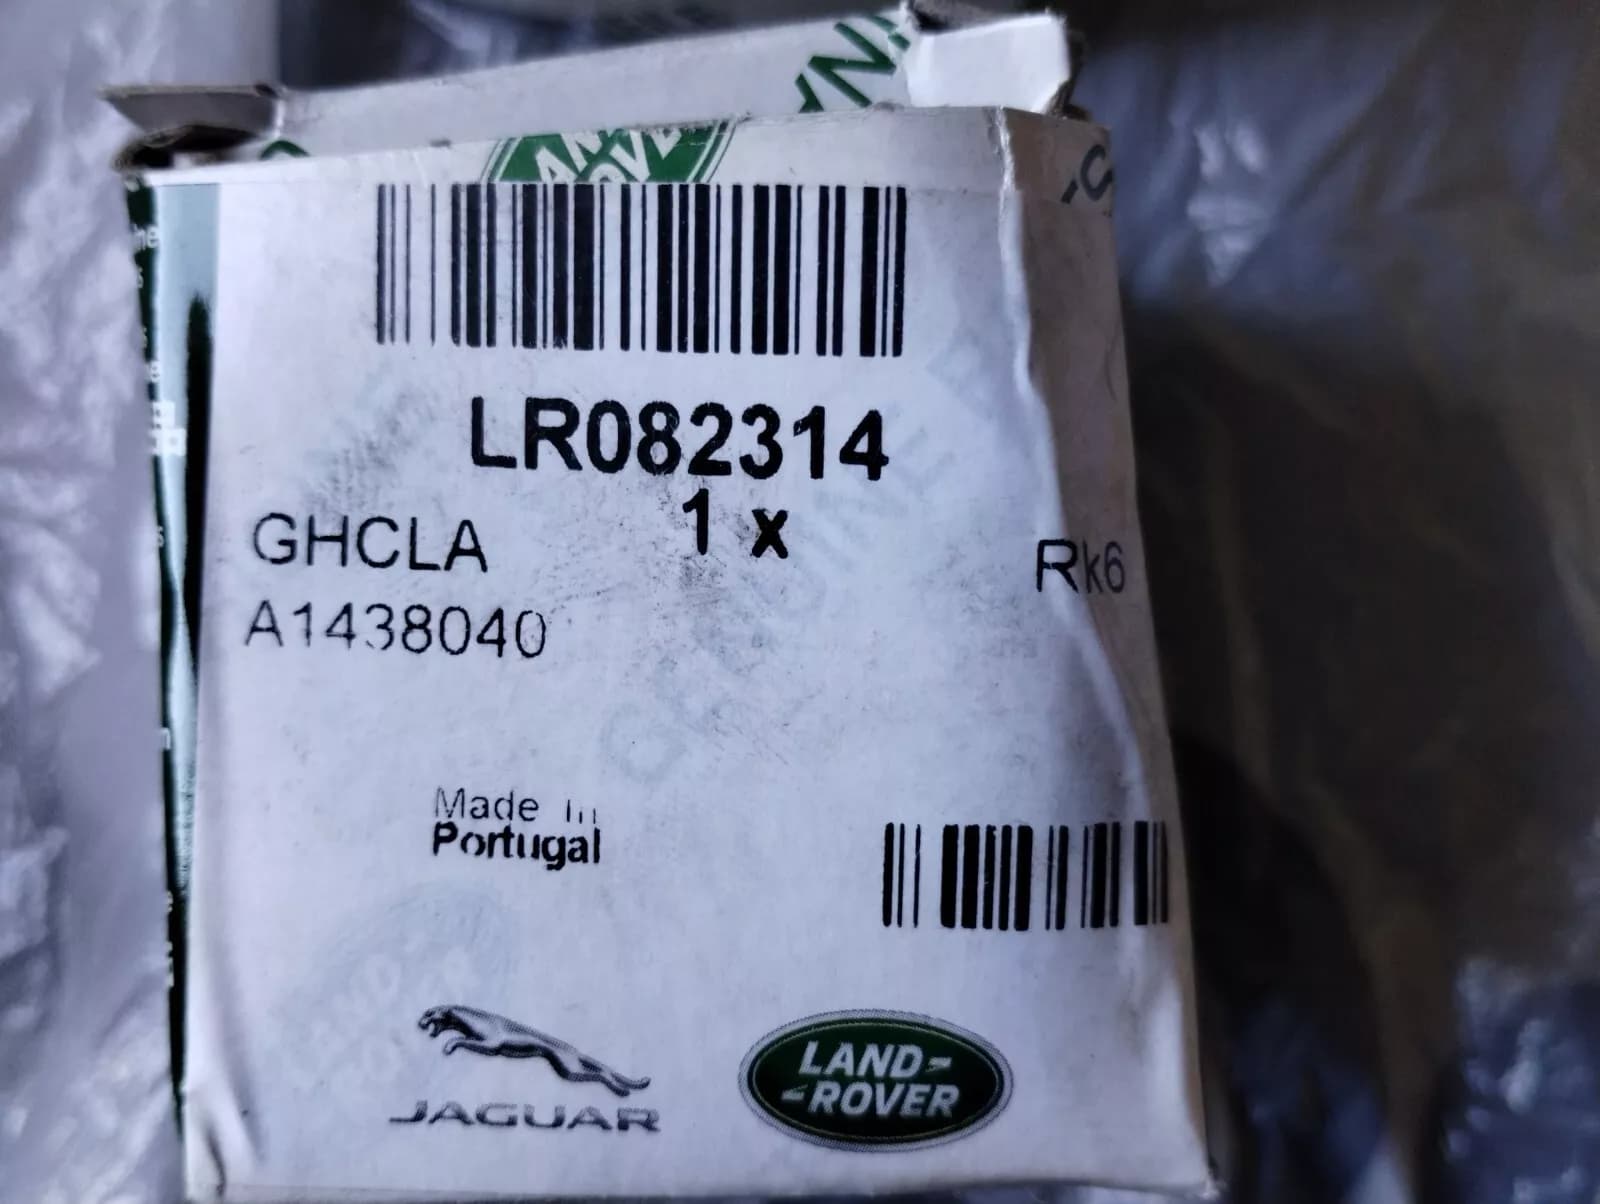 LR082314
1 x
GHCLA
Rk6
A1438040
Made In
Portugal
JAGUAR
LAND-
-ROVER